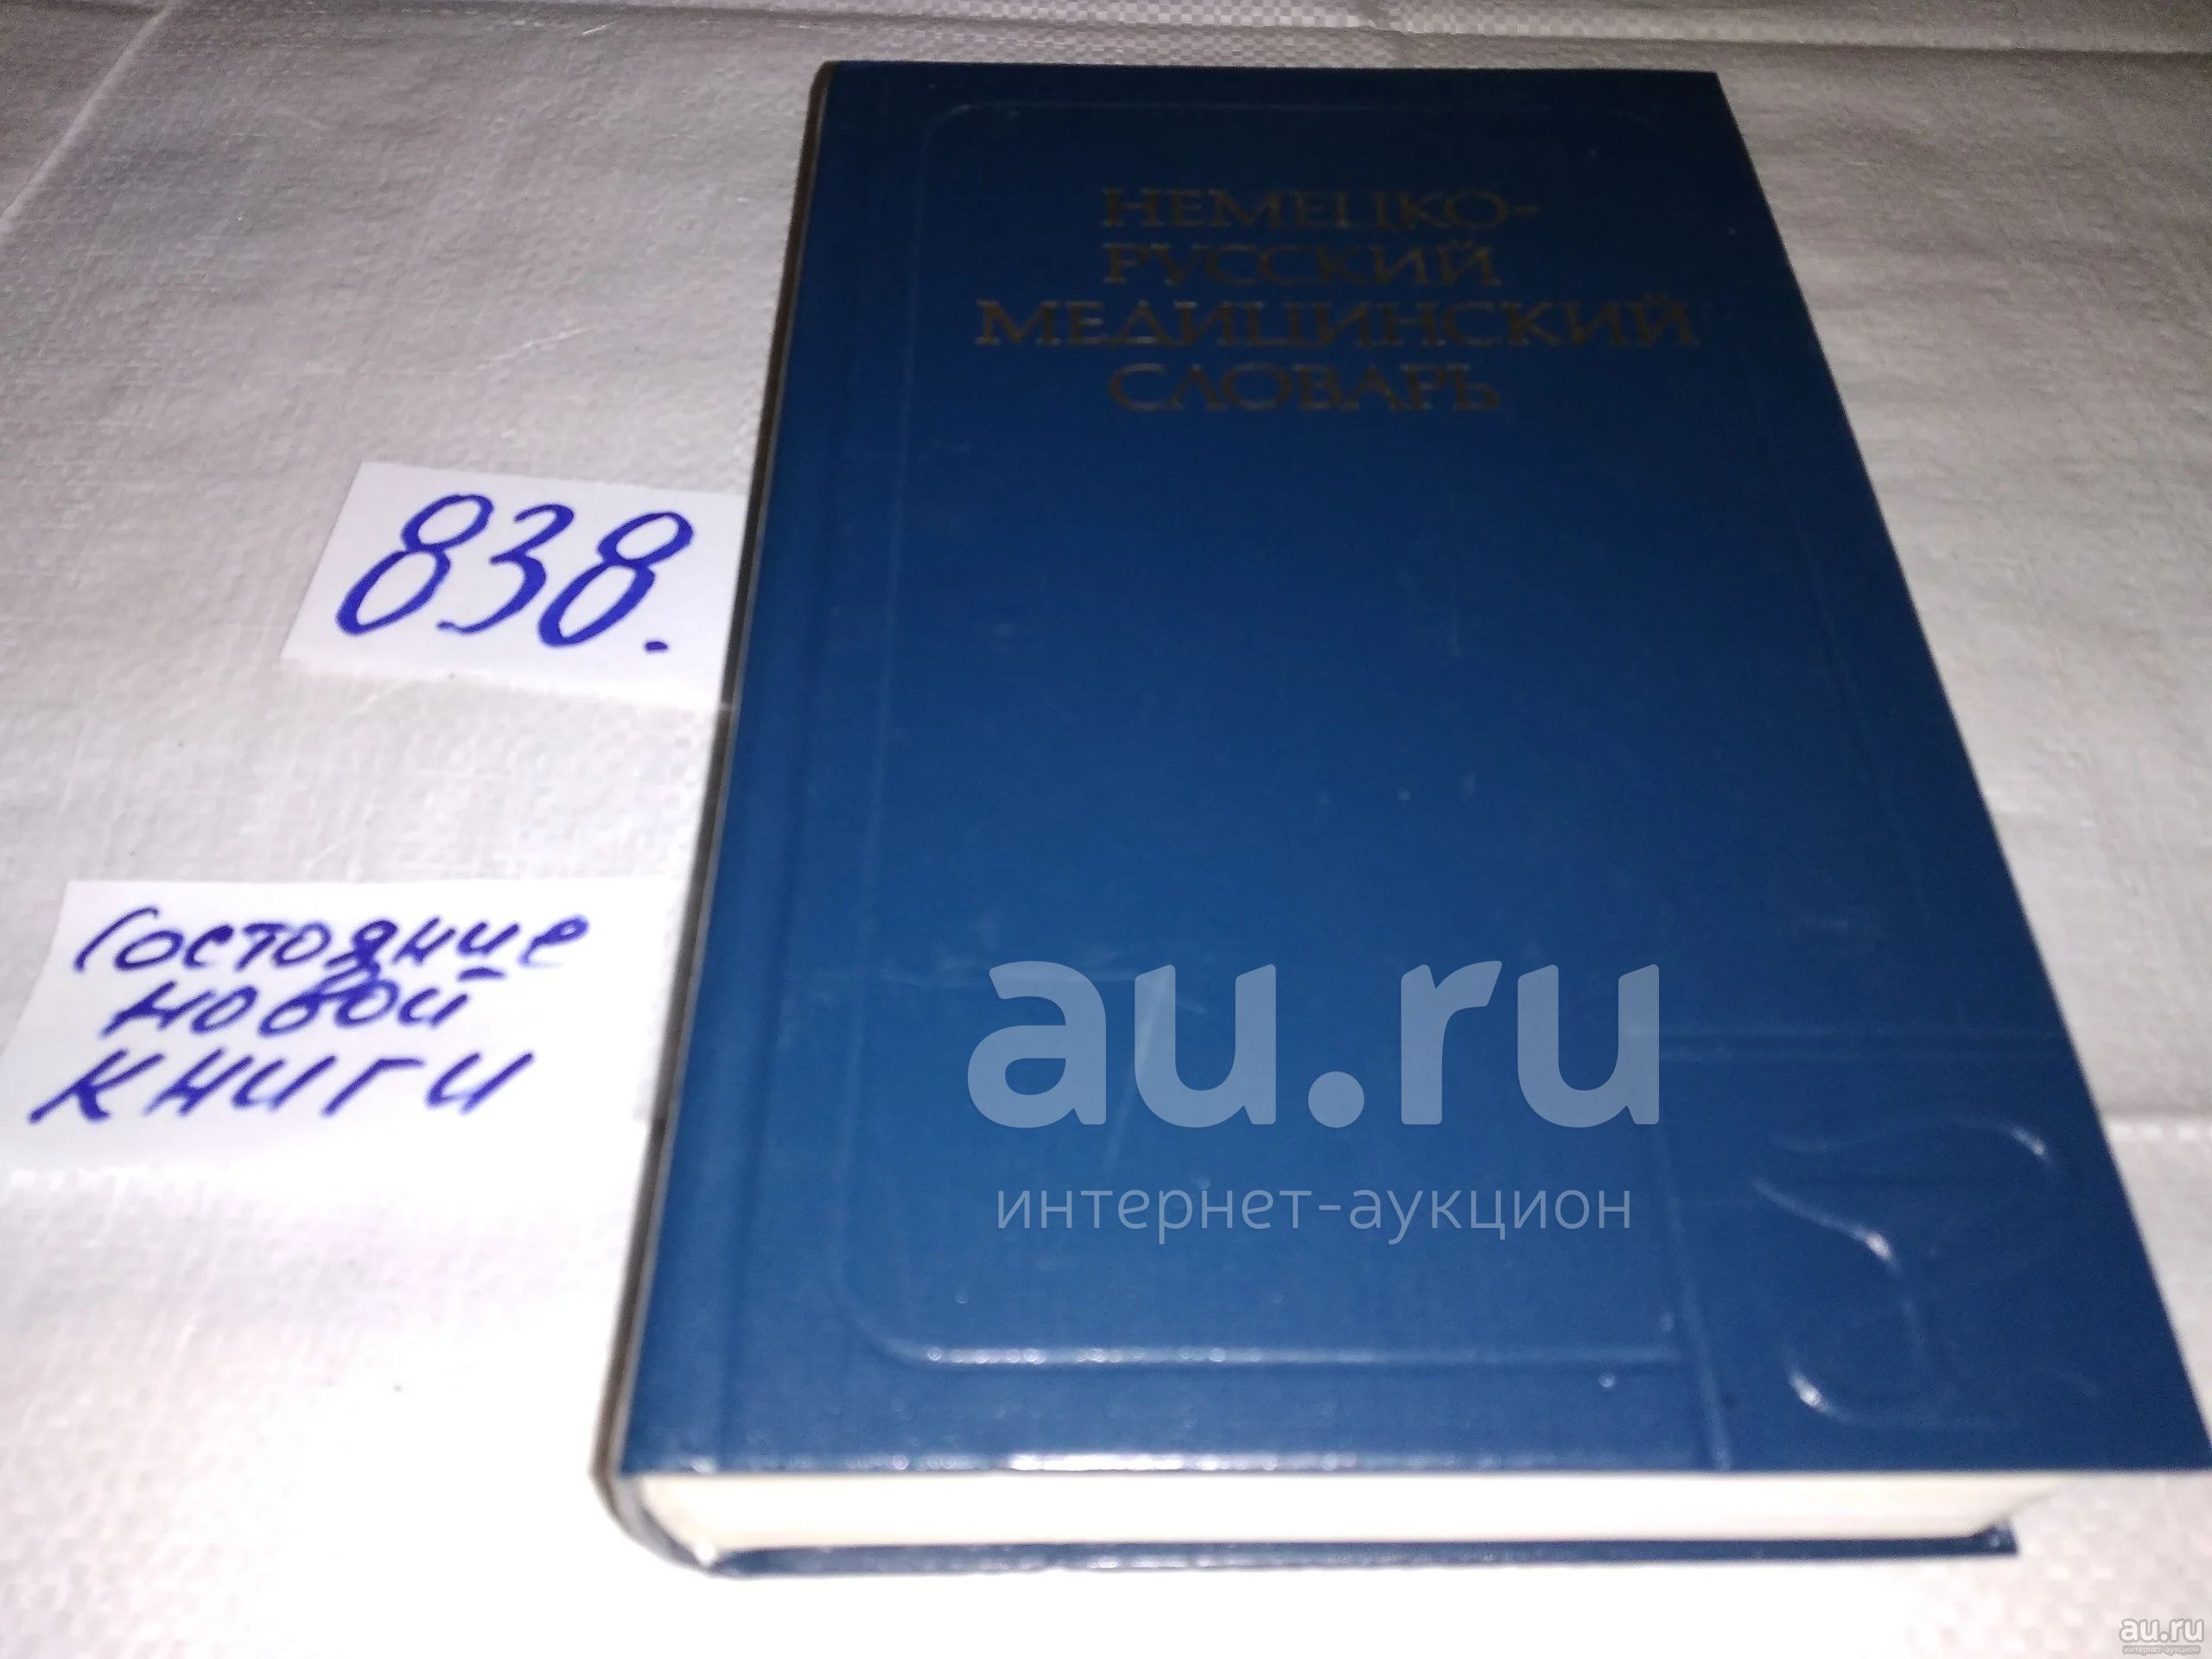 НЕМЕЦКО-
РУССКИЙ
МЕДИЦИНСКИЙ
СЛОВАРЬ
838.
Состояние
новой
книги
au.ru
интернет-аукцион
au.ru
интернет-аукцион